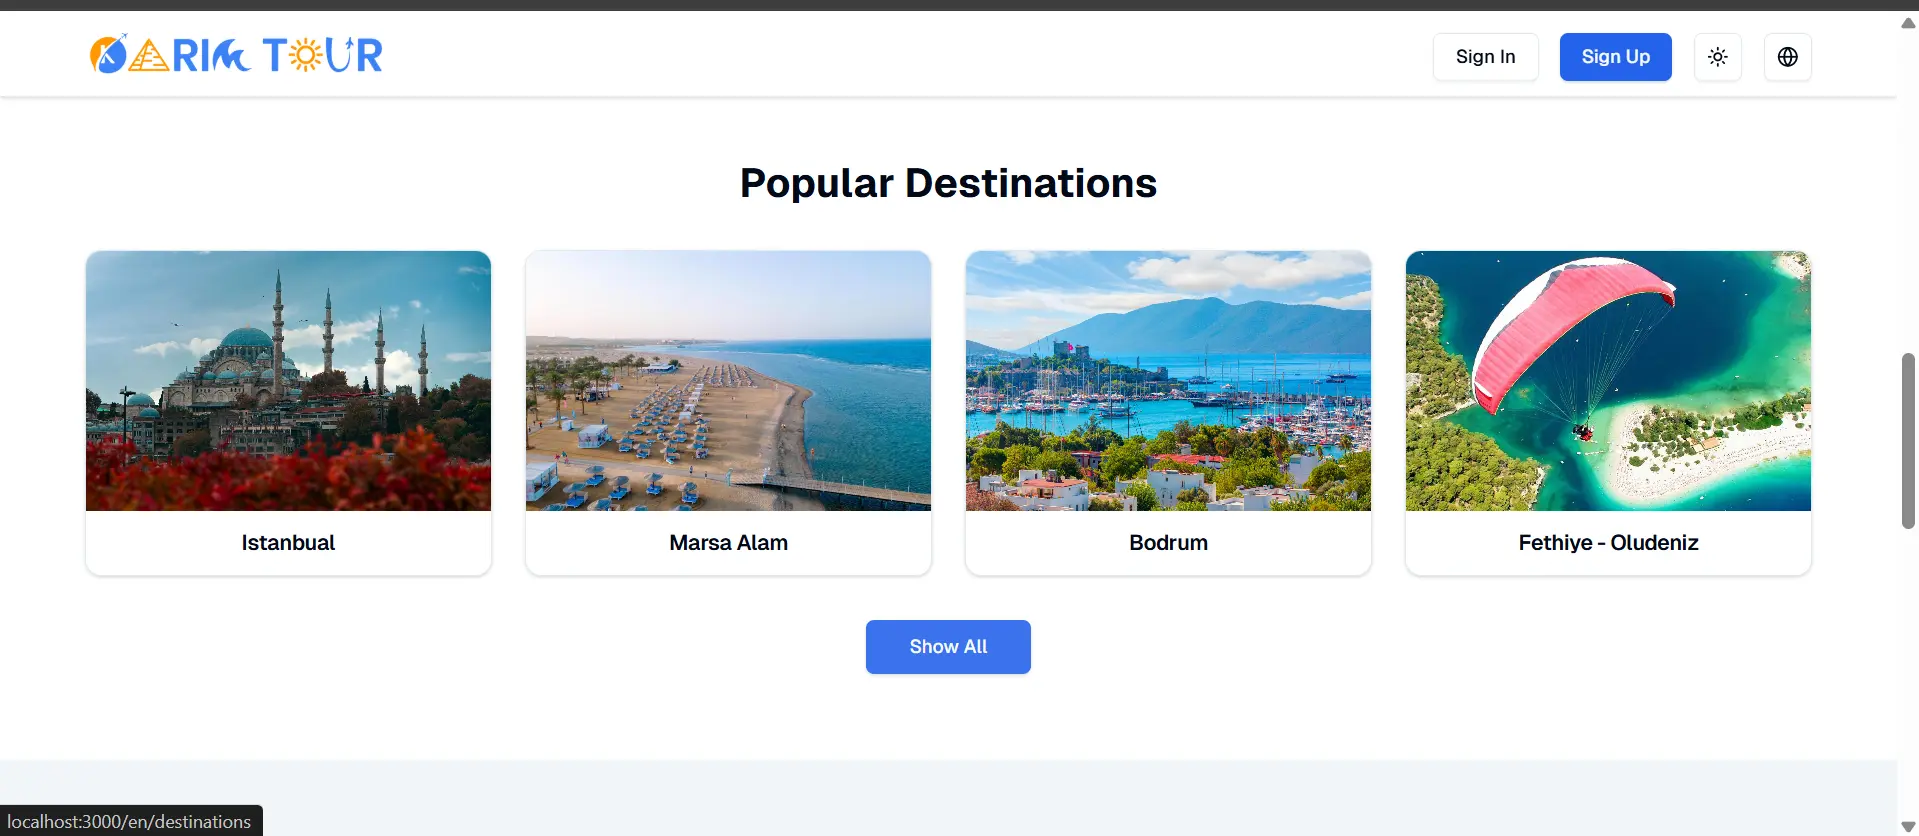 KARIM TOUR
Sign In
Sign Up
Popular Destinations
Istanbual
Marsa Alam
Bodrum
Fethiye - Oludeniz
Show All
localhost:3000/en/destinations